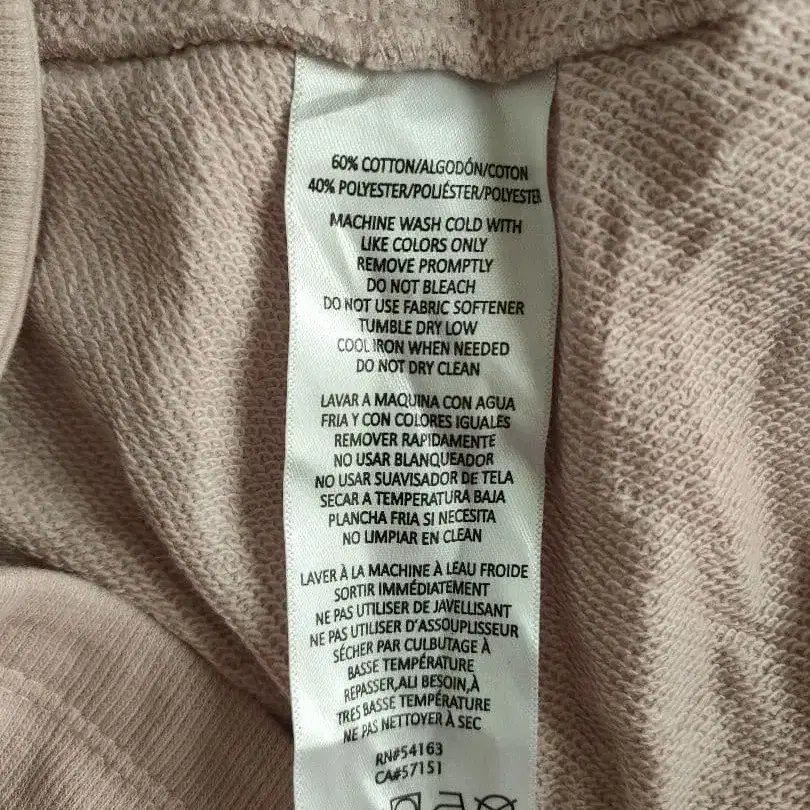 60% COTTON/ALGODÓN/COTON
40% POLYESTER/POLIÉSTER/POLYESTER
MACHINE WASH COLD WITH
LIKE COLORS ONLY
REMOVE PROMPTLY
DO NOT BLEACH
DO NOT USE FABRIC SOFTENER
TUMBLE DRY LOW
COOL IRON WHEN NEEDED
DO NOT DRY CLEAN
LAVAR A MAQUINA CON AGUA
FRIA Y CON COLORES IGUALES
REMOVER RAPIDAMENTE
NO USAR BLANQUEADOR
NO USAR SUAVISADOR DE TELA
SECAR A TEMPERATURA BAJA
PLANCHA FRIA SI NECESITA
NO LIMPIAR EN CLEAN
LAVER À LA MACHINE À LEAU FROIDE
SORTIR IMMÉDIATEMENT
NE PAS UTILISER DE JAVELLISANT
NE PAS UTILISER D'ASSOUPLISSEUR
SÉCHER PAR CULBUTAGE À
BASSE TEMPÉRATURE
REPASSER,ALI BESOIN,À
TRES BASSE TEMPÉRATURE
NE PAS NETTOYER À SEC
RN#54163
CA#57151